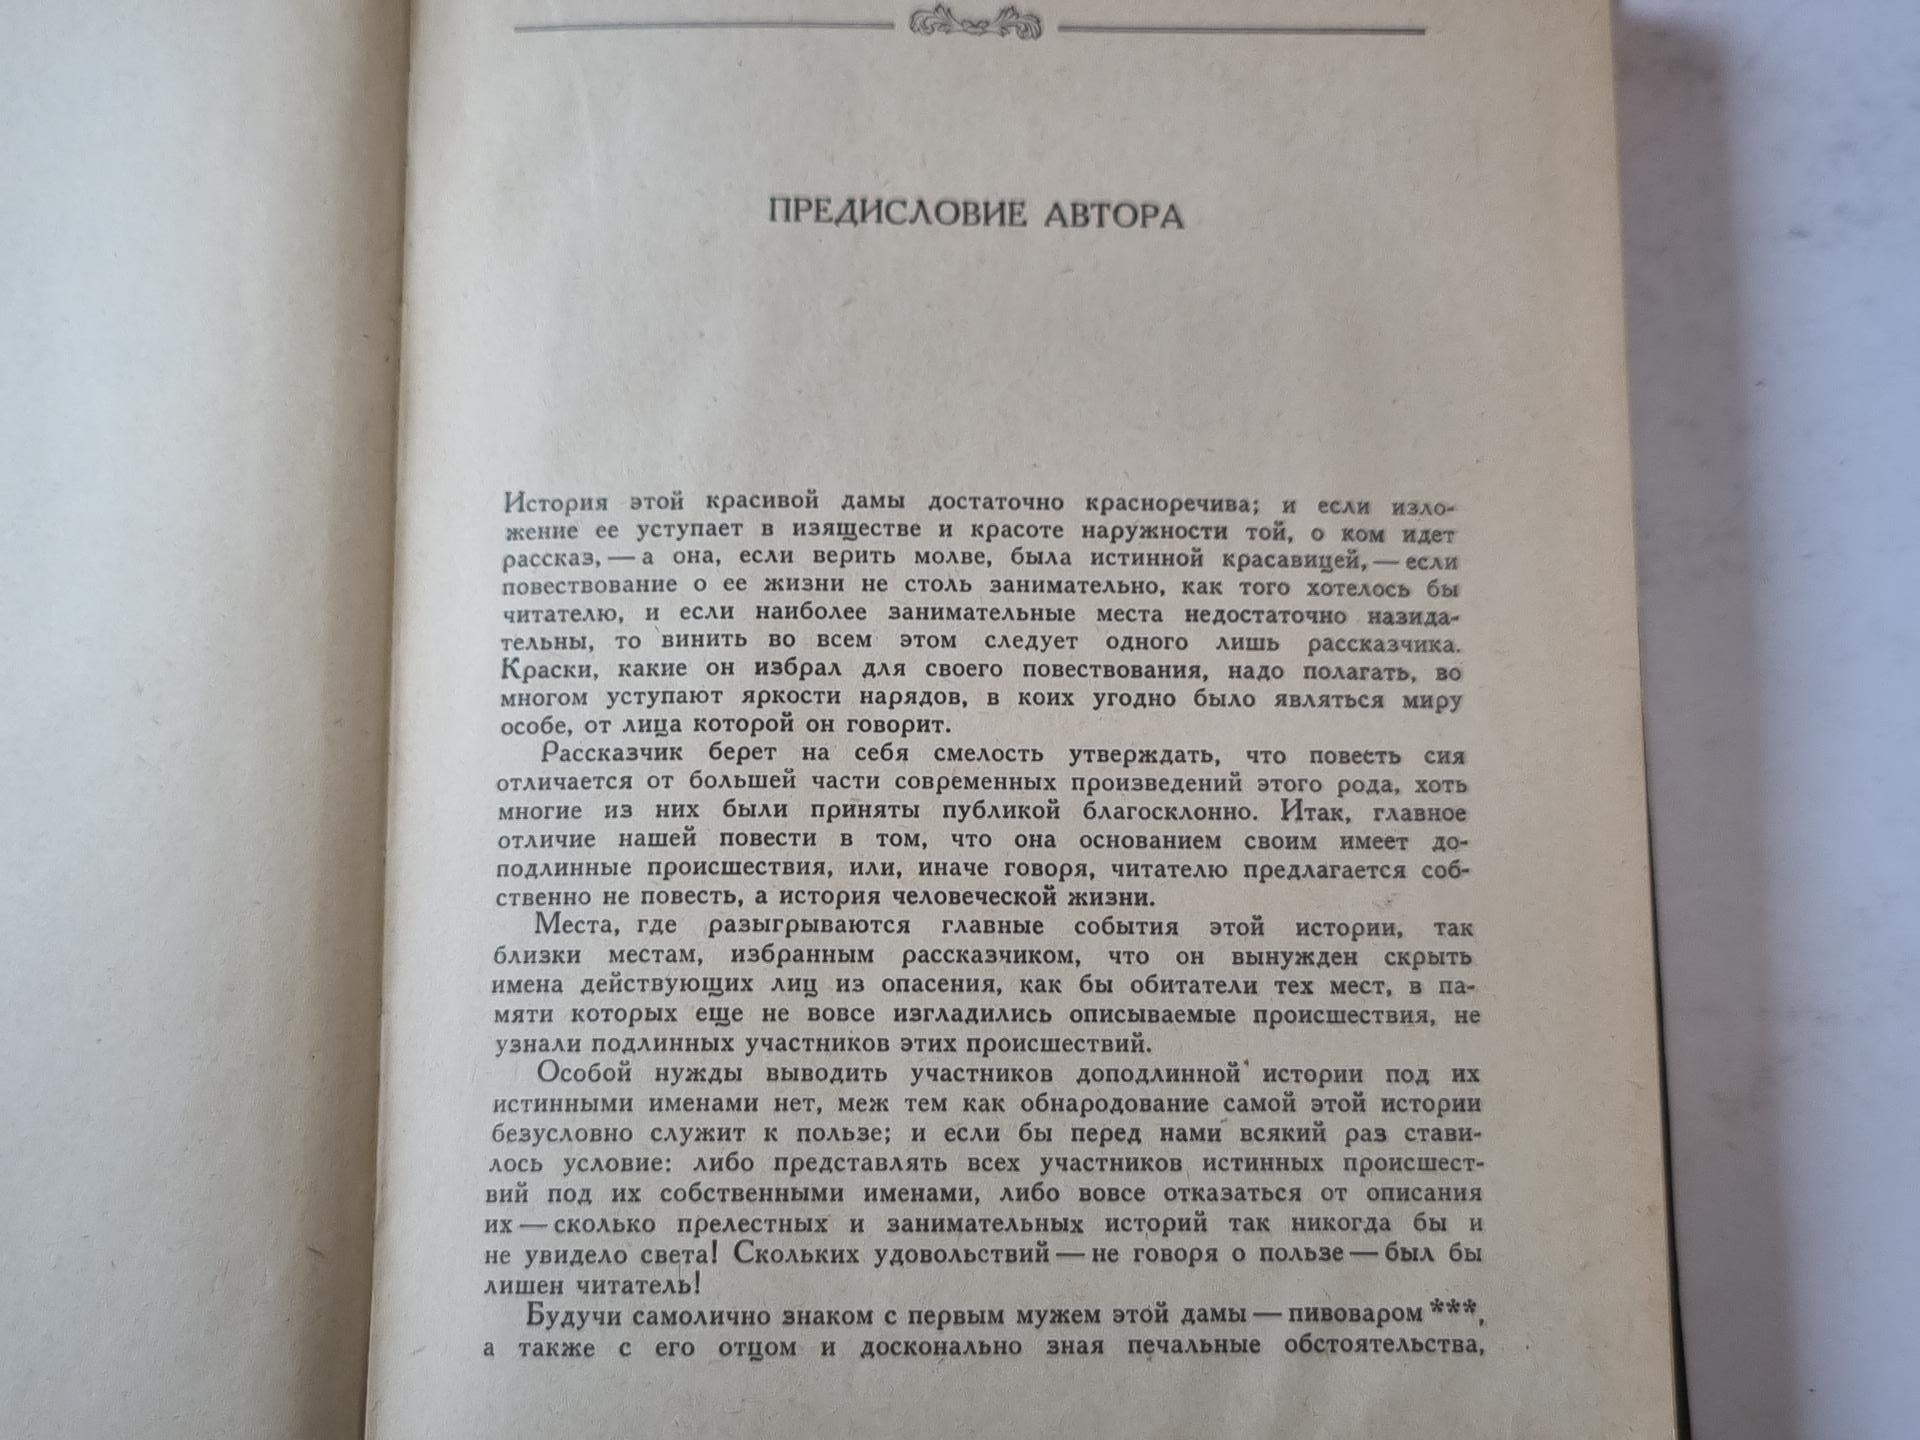 ПРЕДИСЛОВИЕ АВТОРА
История этой красивой дамы достаточно красноречива; и если изло-
жение ее уступает в изяществе и красоте наружности той, о ком идет
рассказ, — а она, если верить молве, была истинной красавицей, — если
повествование о ее жизни не столь занимательно, как того хотелось бы
читателю, и если наиболее занимательные места недостаточно назида-
тельны, то винить во всем этом следует одного лишь рассказчика.
Краски, какие он избрал для своего повествования, надо полагать, во
многом уступают яркости нарядов, в коих угодно было являться миру
особе, от лица которой он говорит.
Рассказчик берет на себя смелость утверждать, что повесть сия
отличается от большей части современных произведений этого рода, хоть
многие из них были приняты публикой благосклонно. Итак, главное
отличие нашей повести в том, что она основанием своим имеет до-
подлинные происшествия, или, иначе говоря, читателю предлагается соб-
ственно не повесть, а история человеческой жизни.
Места, где разыгрываются главные события этой истории, так
близки местам, избранным рассказчиком, что он вынужден скрыть
имена действующих лиц из опасения, как бы обитатели тех мест, в па-
мяти которых еще не вовсе изгладились описываемые происшествия, не
узнали подлинных участников этих происшествий.
Особой нужды выводить участников доподлинной истории под их
истинными именами нет, меж тем как обнародование самой этой истории
безусловно служит к пользе; и если бы перед нами всякий раз стави-
лось условие: либо представлять всех участников истинных происшест-
вий под их собственными именами, либо вовсе отказаться от описания
их — сколько прелестных и занимательных историй так никогда бы и
не увидело света! Скольких удовольствий — не говоря о пользе — был бы
лишен читатель!
Будучи самолично знаком с первым мужем этой дамы — пивоваром ***,
а также с его отцом и досконально зная печальные обстоятельства,